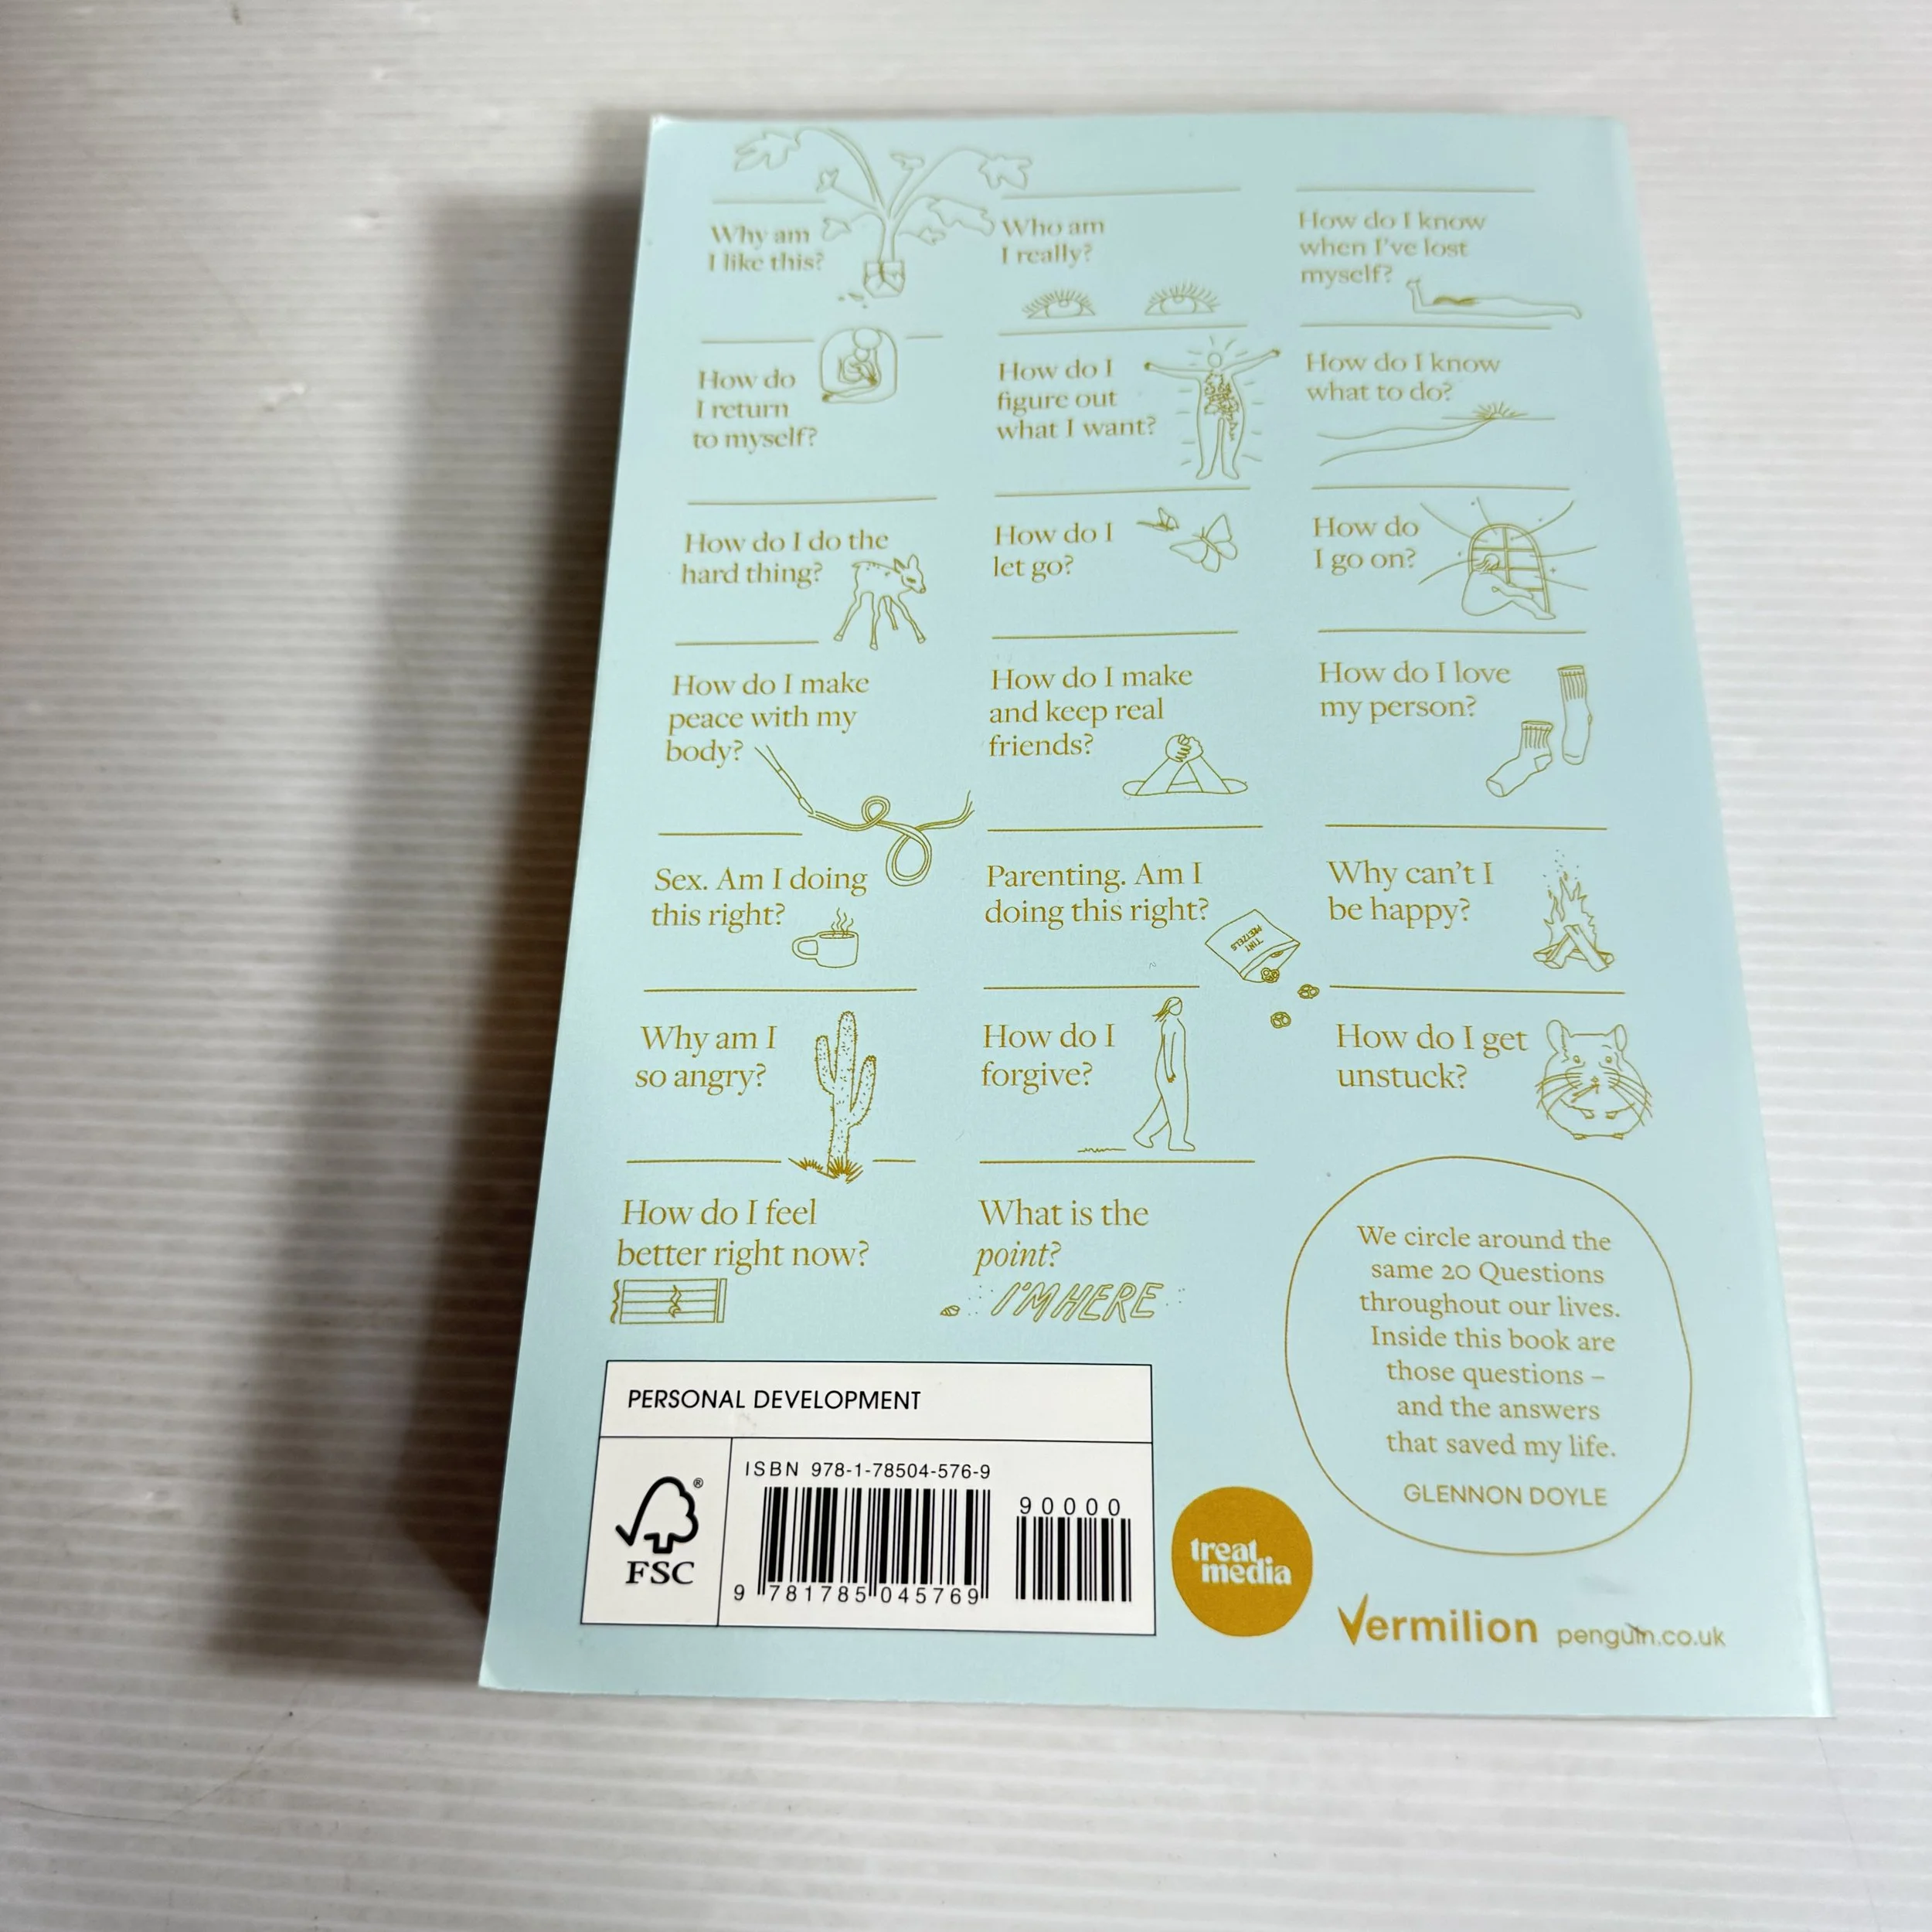 Why am
I like this?
Who am
I really?
How do I know
when I've lost
myself?
How do
I return
to myself?
How do I
figure out
what I want?
How do I know
what to do?
How do I do the
hard thing?
How do I
let go?
How do
I go on?
How do I make
peace with my
body?
How do I make
and keep real
friends?
How do I love
my person?
Sex. Am I doing
this right?
Parenting. Am I
doing this right?
TINY
PRETZELS
Why can't I
be happy?
Why am I
so angry?
How do I
forgive?
How do I get
unstuck?
How do I feel
better right now?
What is the
point?
I'M HERE
We circle around the
same 20 Questions
throughout our lives.
Inside this book are
those questions –
and the answers
that saved my life.
GLENNON DOYLE
PERSONAL DEVELOPMENT
FSC®
ISBN 978-1-78504-576-9
90000
9 781785 045769
treat
media
Vermilion penguin.co.uk